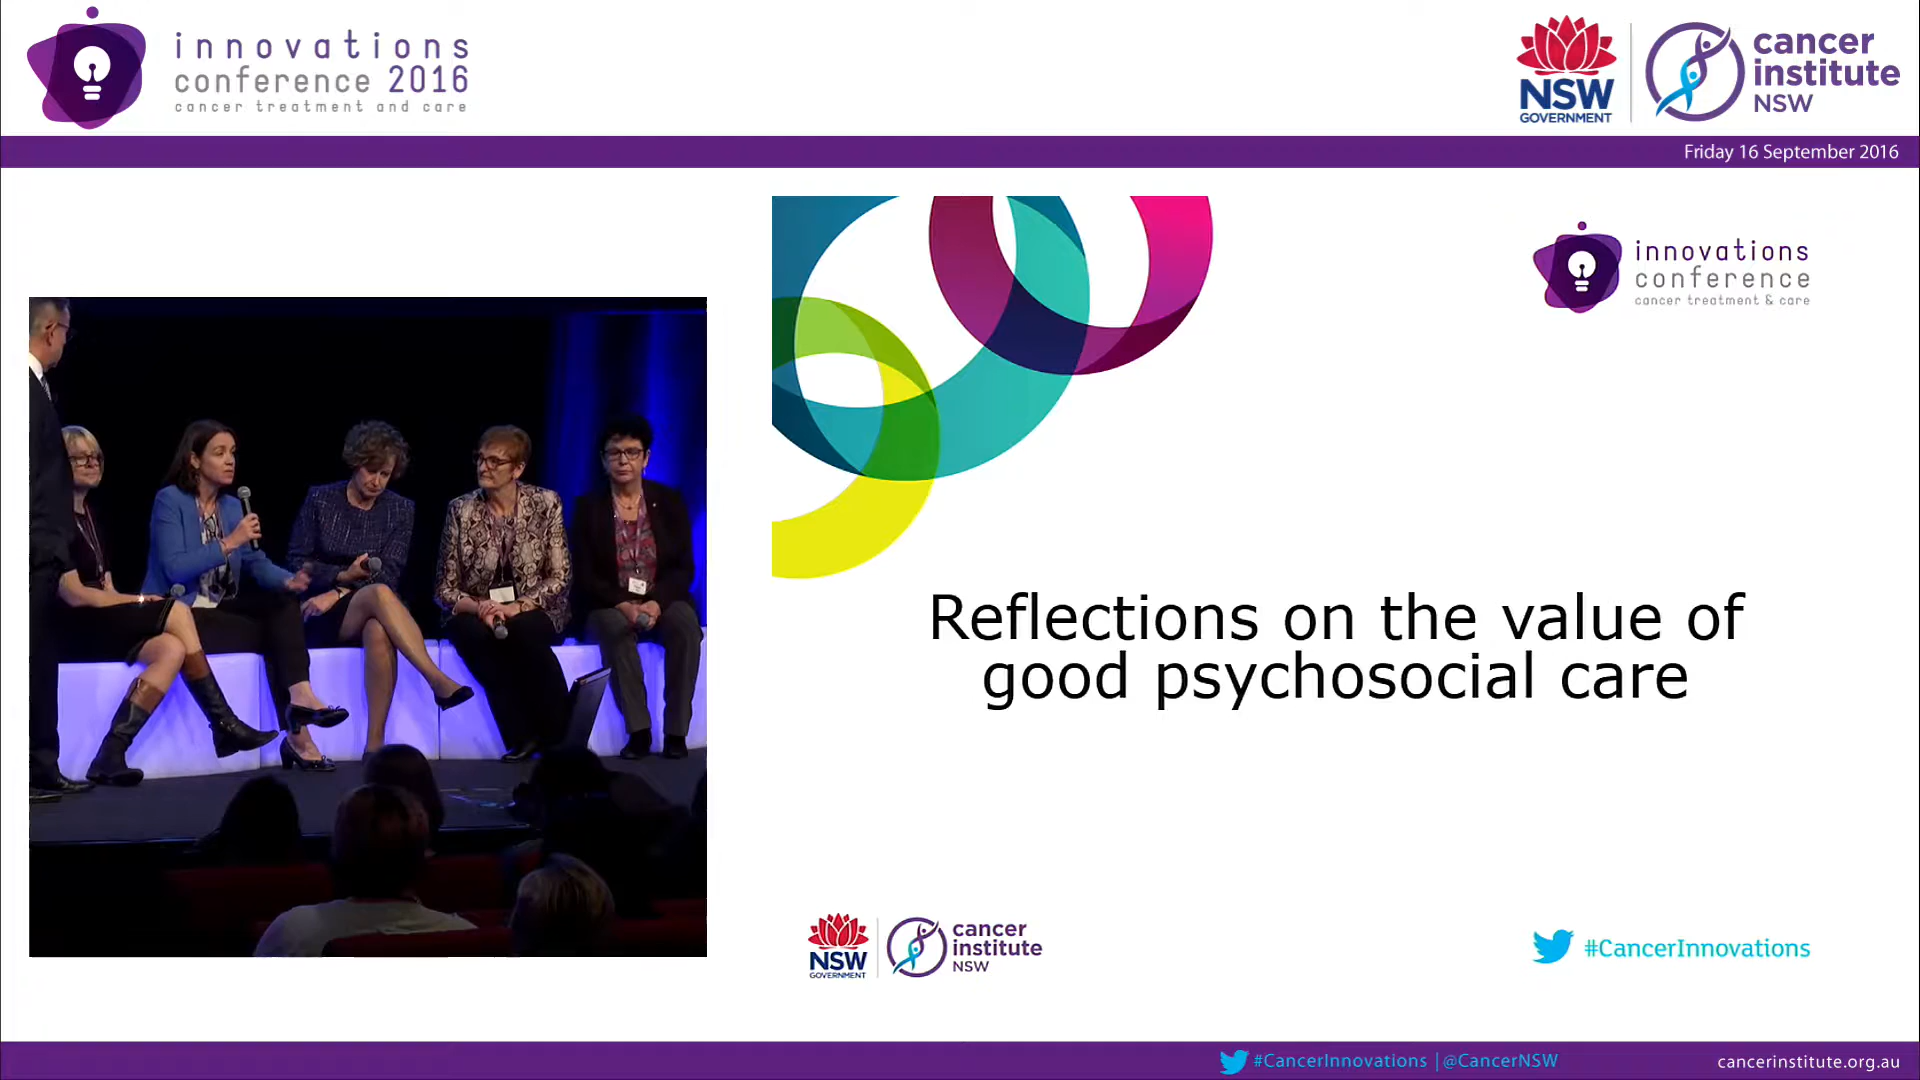 innovations
conference 2016
cancer treatment and care
NSW
GOVERNMENT
cancer
institute
NSW
Friday 16 September 2016
innovations
conference
cancer treatment & care
Reflections on the value of
good psychosocial care
NSW
GOVERNMENT
cancer
institute
NSW
#CancerInnovations
#CancerInnovations | @CancerNSW
cancerinstitute.org.au